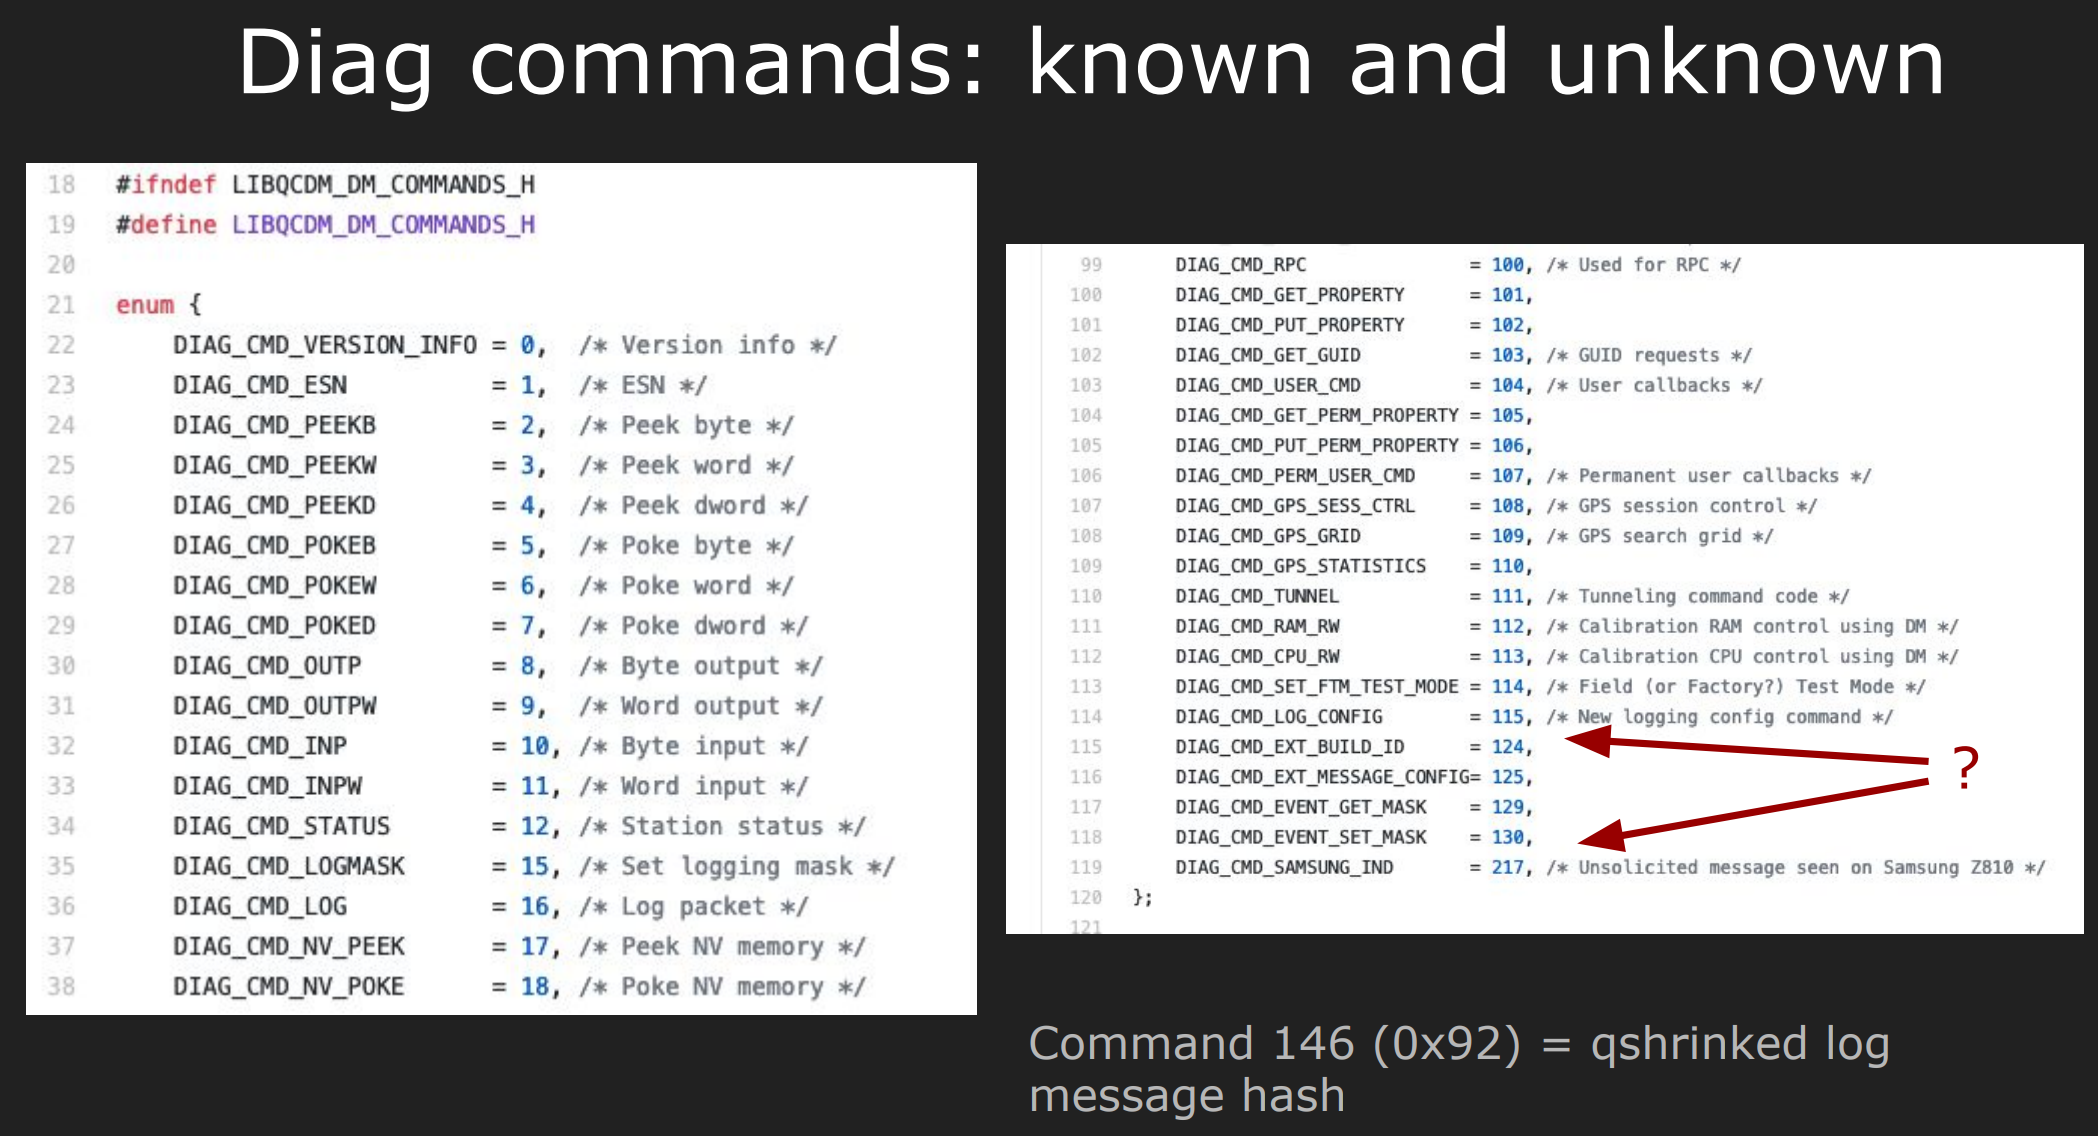 Diag commands: known and unknown
18 #ifndef LIBQCDM_DM_COMMANDS_H
19 #define LIBQCDM_DM_COMMANDS_H
20
21 enum {
22 DIAG_CMD_VERSION_INFO = 0, /* Version info */
23 DIAG_CMD_ESN = 1, /* ESN */
24 DIAG_CMD_PEEKB = 2, /* Peek byte */
25 DIAG_CMD_PEEKW = 3, /* Peek word */
26 DIAG_CMD_PEEKD = 4, /* Peek dword */
27 DIAG_CMD_POKEB = 5, /* Poke byte */
28 DIAG_CMD_POKEW = 6, /* Poke word */
29 DIAG_CMD_POKED = 7, /* Poke dword */
30 DIAG_CMD_OUTP = 8, /* Byte output */
31 DIAG_CMD_OUTPW = 9, /* Word output */
32 DIAG_CMD_INP = 10, /* Byte input */
33 DIAG_CMD_INPW = 11, /* Word input */
34 DIAG_CMD_STATUS = 12, /* Station status */
35 DIAG_CMD_LOGMASK = 15, /* Set logging mask */
36 DIAG_CMD_LOG = 16, /* Log packet */
37 DIAG_CMD_NV_PEEK = 17, /* Peek NV memory */
38 DIAG_CMD_NV_POKE = 18, /* Poke NV memory */
99 DIAG_CMD_RPC = 100, /* Used for RPC */
100 DIAG_CMD_GET_PROPERTY = 101,
101 DIAG_CMD_PUT_PROPERTY = 102,
102 DIAG_CMD_GET_GUID = 103, /* GUID requests */
103 DIAG_CMD_USER_CMD = 104, /* User callbacks */
104 DIAG_CMD_GET_PERM_PROPERTY = 105,
105 DIAG_CMD_PUT_PERM_PROPERTY = 106,
106 DIAG_CMD_PERM_USER_CMD = 107, /* Permanent user callbacks */
107 DIAG_CMD_GPS_SESS_CTRL = 108, /* GPS session control */
108 DIAG_CMD_GPS_GRID = 109, /* GPS search grid */
109 DIAG_CMD_GPS_STATISTICS = 110,
110 DIAG_CMD_TUNNEL = 111, /* Tunneling command code */
111 DIAG_CMD_RAM_RW = 112, /* Calibration RAM control using DM */
112 DIAG_CMD_CPU_RW = 113, /* Calibration CPU control using DM */
113 DIAG_CMD_SET_FTM_TEST_MODE = 114, /* Field (or Factory?) Test Mode */
114 DIAG_CMD_LOG_CONFIG = 115, /* New logging config command */
115 DIAG_CMD_EXT_BUILD_ID = 124,
116 DIAG_CMD_EXT_MESSAGE_CONFIG= 125,
117 DIAG_CMD_EVENT_GET_MASK = 129,
118 DIAG_CMD_EVENT_SET_MASK = 130,
119 DIAG_CMD_SAMSUNG_IND = 217, /* Unsolicited message seen on Samsung Z810 */
120 };
121
?
Command 146 (0x92) = qshrinked log
message hash